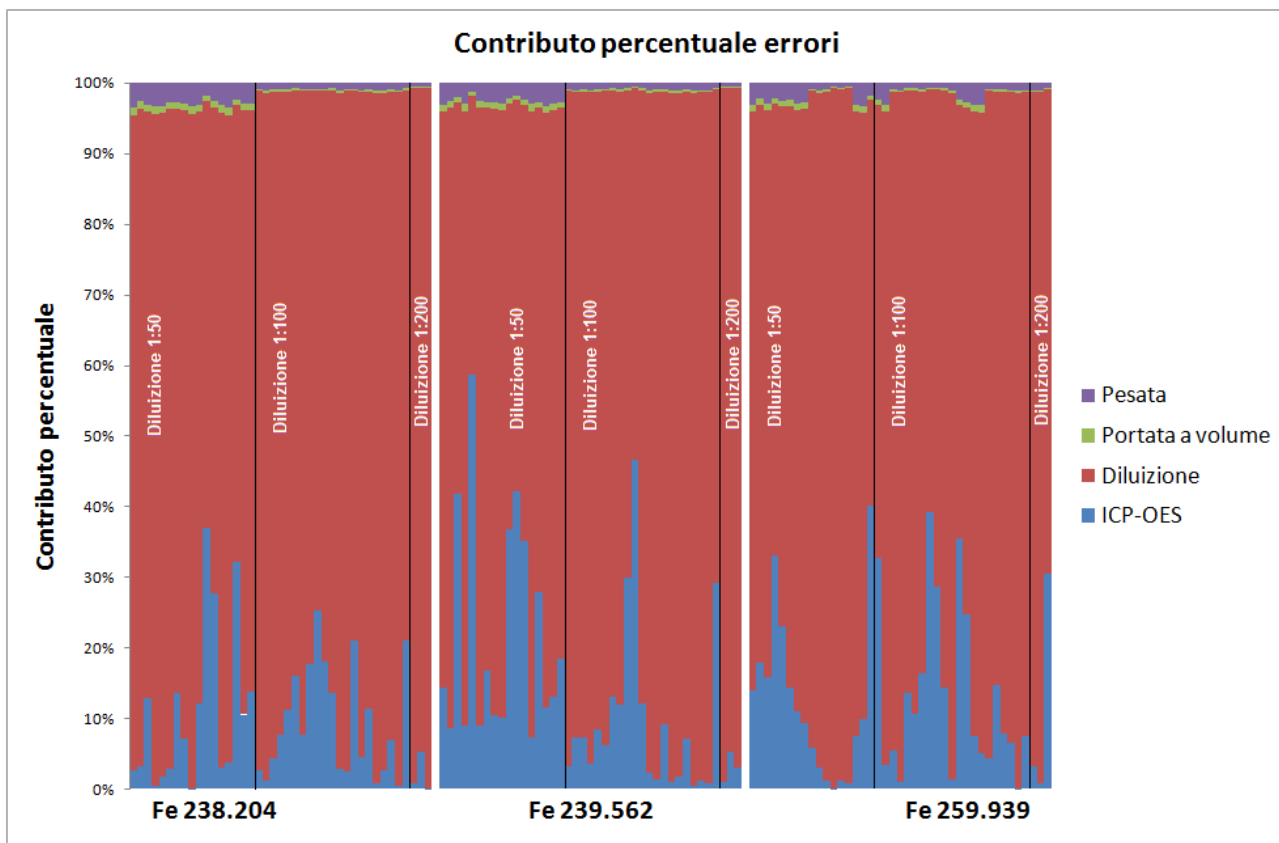 Contributo percentuale errori
100%
90%
80%
70%
60%
50%
40%
30%
20%
10%
0%
Contributo percentuale
Diluizione 1:50
Diluizione 1:100
Diluizione 1:200
Diluizione 1:50
Diluizione 1:100
Diluizione 1:200
Diluizione 1:50
Diluizione 1:100
Diluizione 1:200
Fe 238.204
Fe 239.562
Fe 259.939
Pesata
Portata a volume
Diluizione
ICP-OES